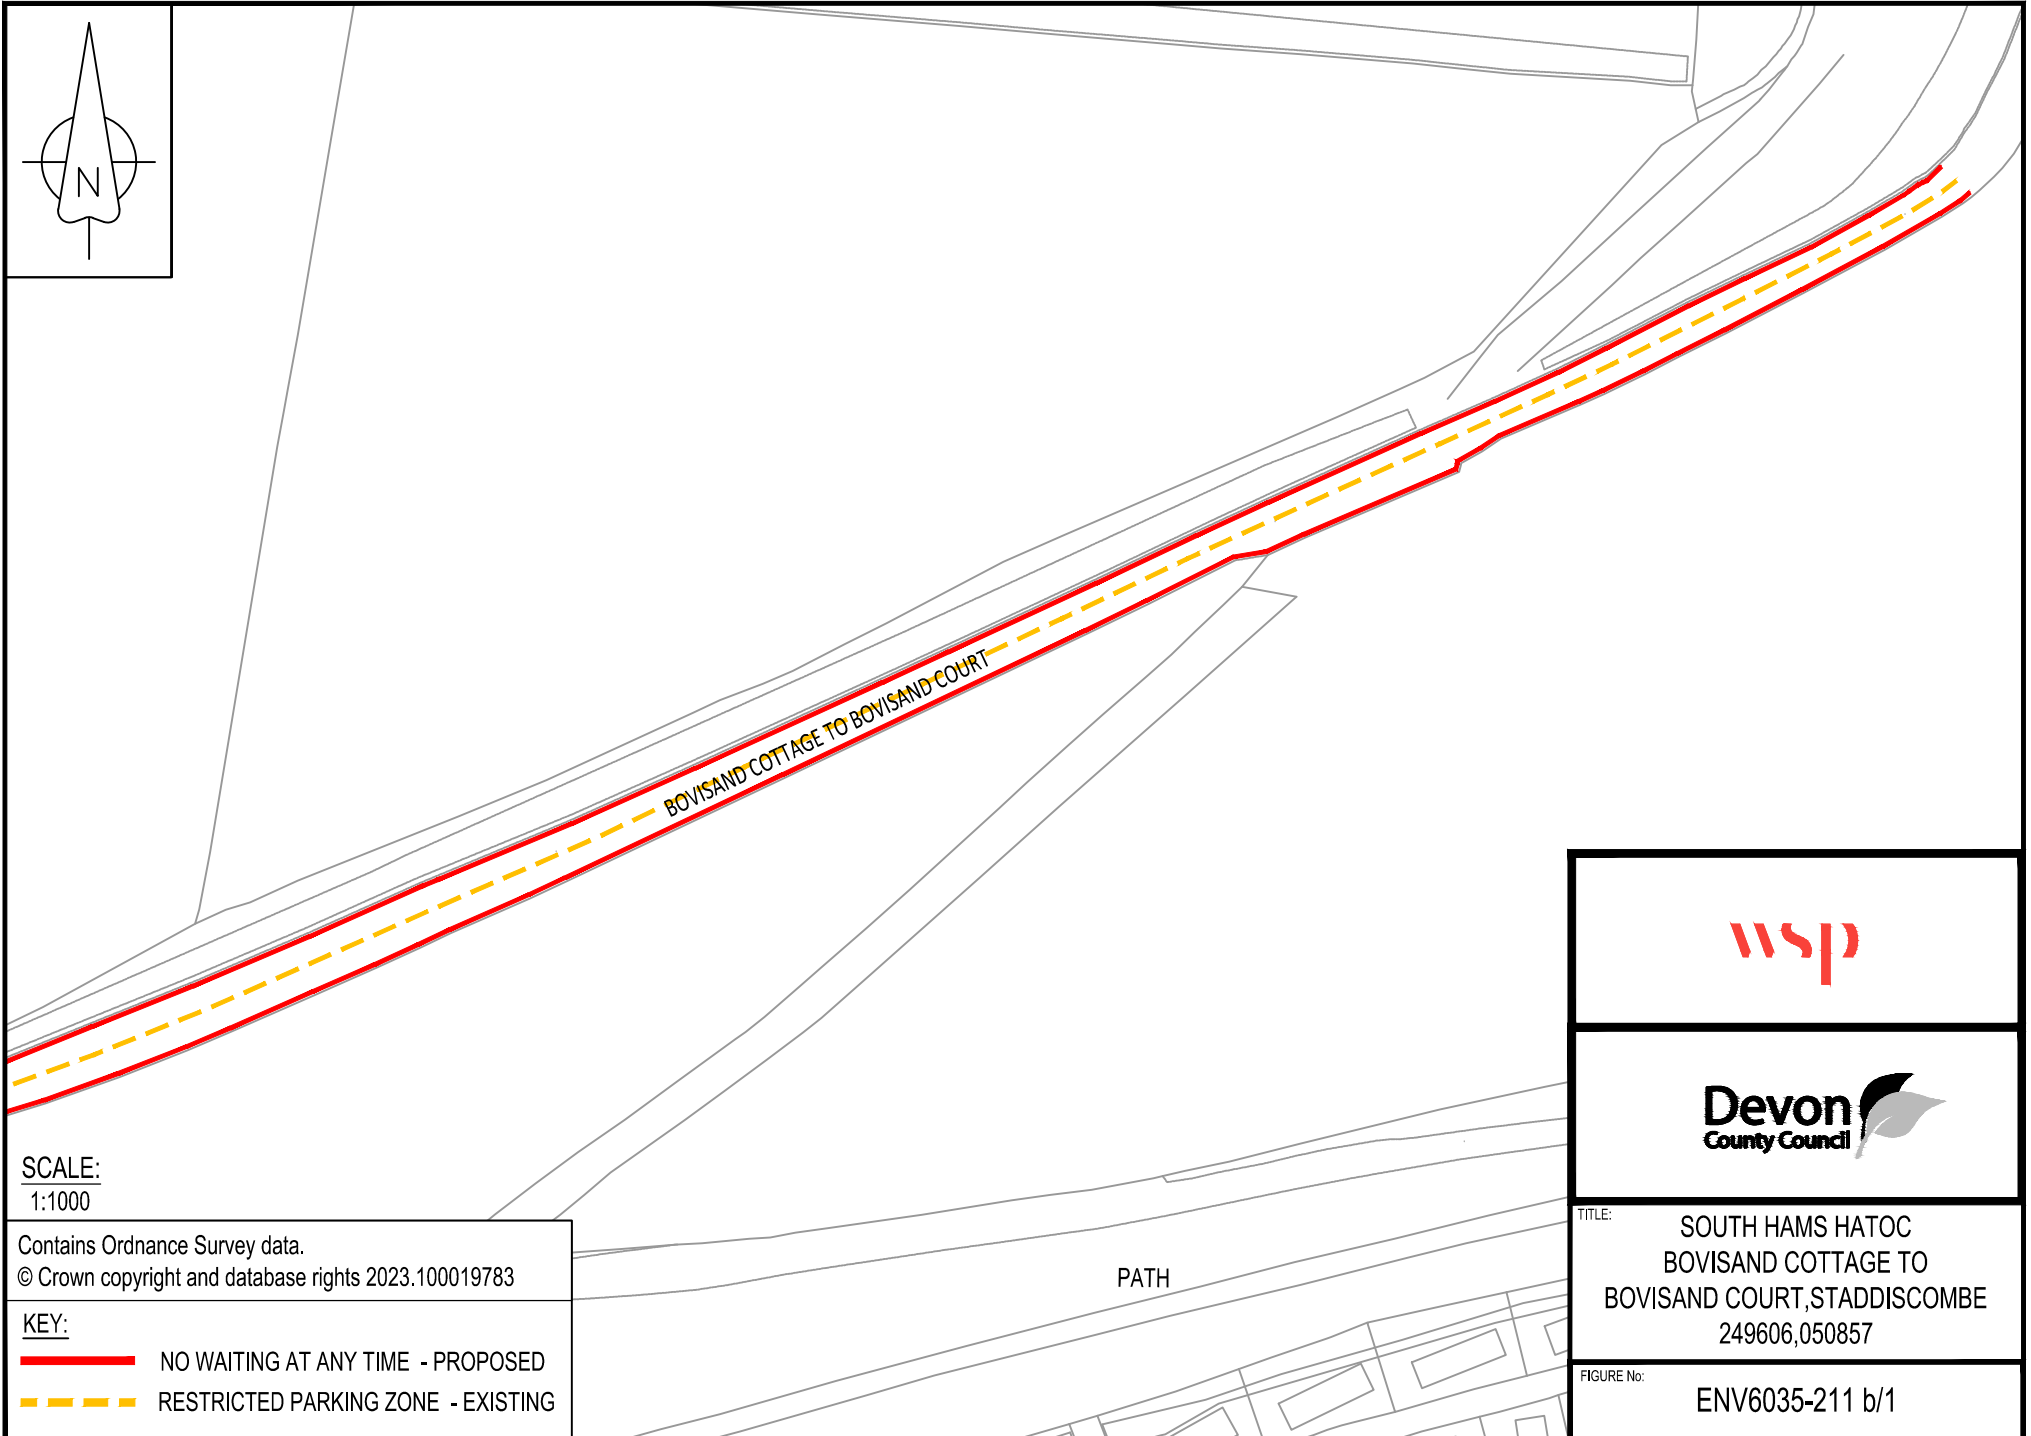 N
BOVISAND COTTAGE TO BOVISAND COURT
SCALE:
1:1000
Contains Ordnance Survey data.
© Crown copyright and database rights 2023.100019783
KEY:
NO WAITING AT ANY TIME - PROPOSED
RESTRICTED PARKING ZONE - EXISTING
PATH
wsp
Devon
County Council
TITLE:
SOUTH HAMS HATOC
BOVISAND COTTAGE TO
BOVISAND COURT,STADDISCOMBE
249606,050857
FIGURE No:
ENV6035-211 b/1